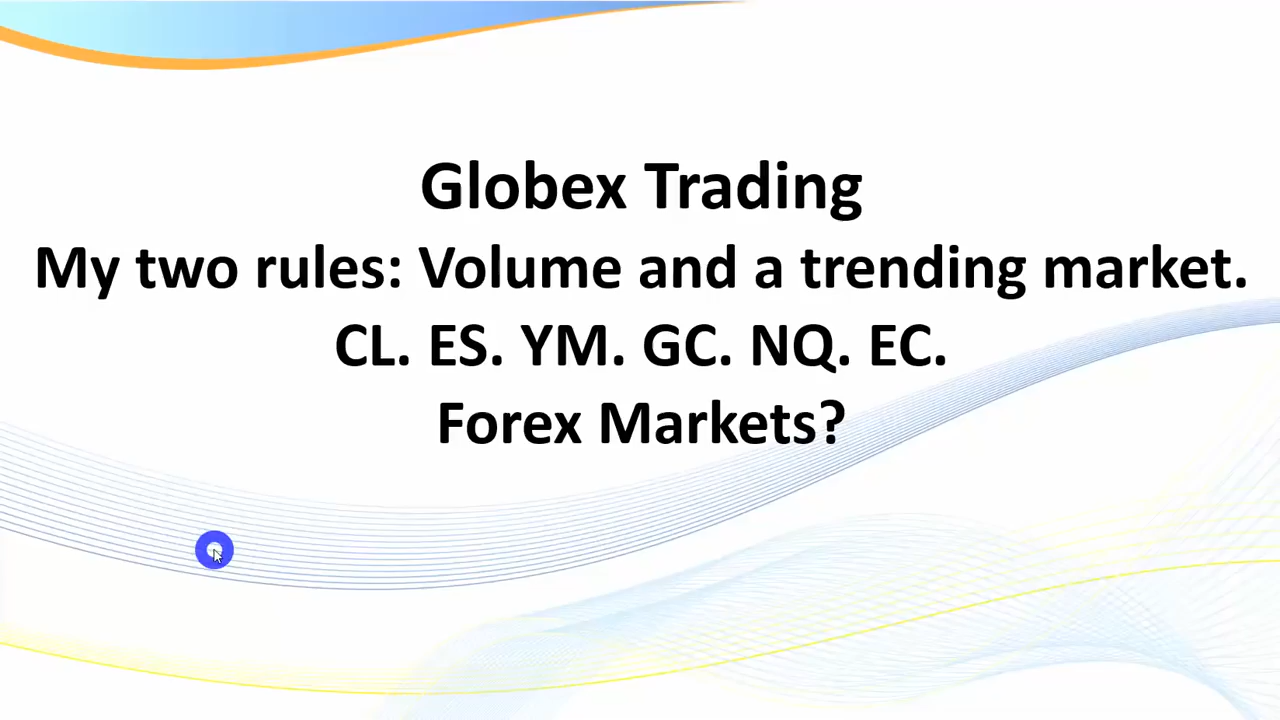 Globex Trading
My two rules: Volume and a trending market.
CL. ES. YM. GC. NQ. EC.
Forex Markets?